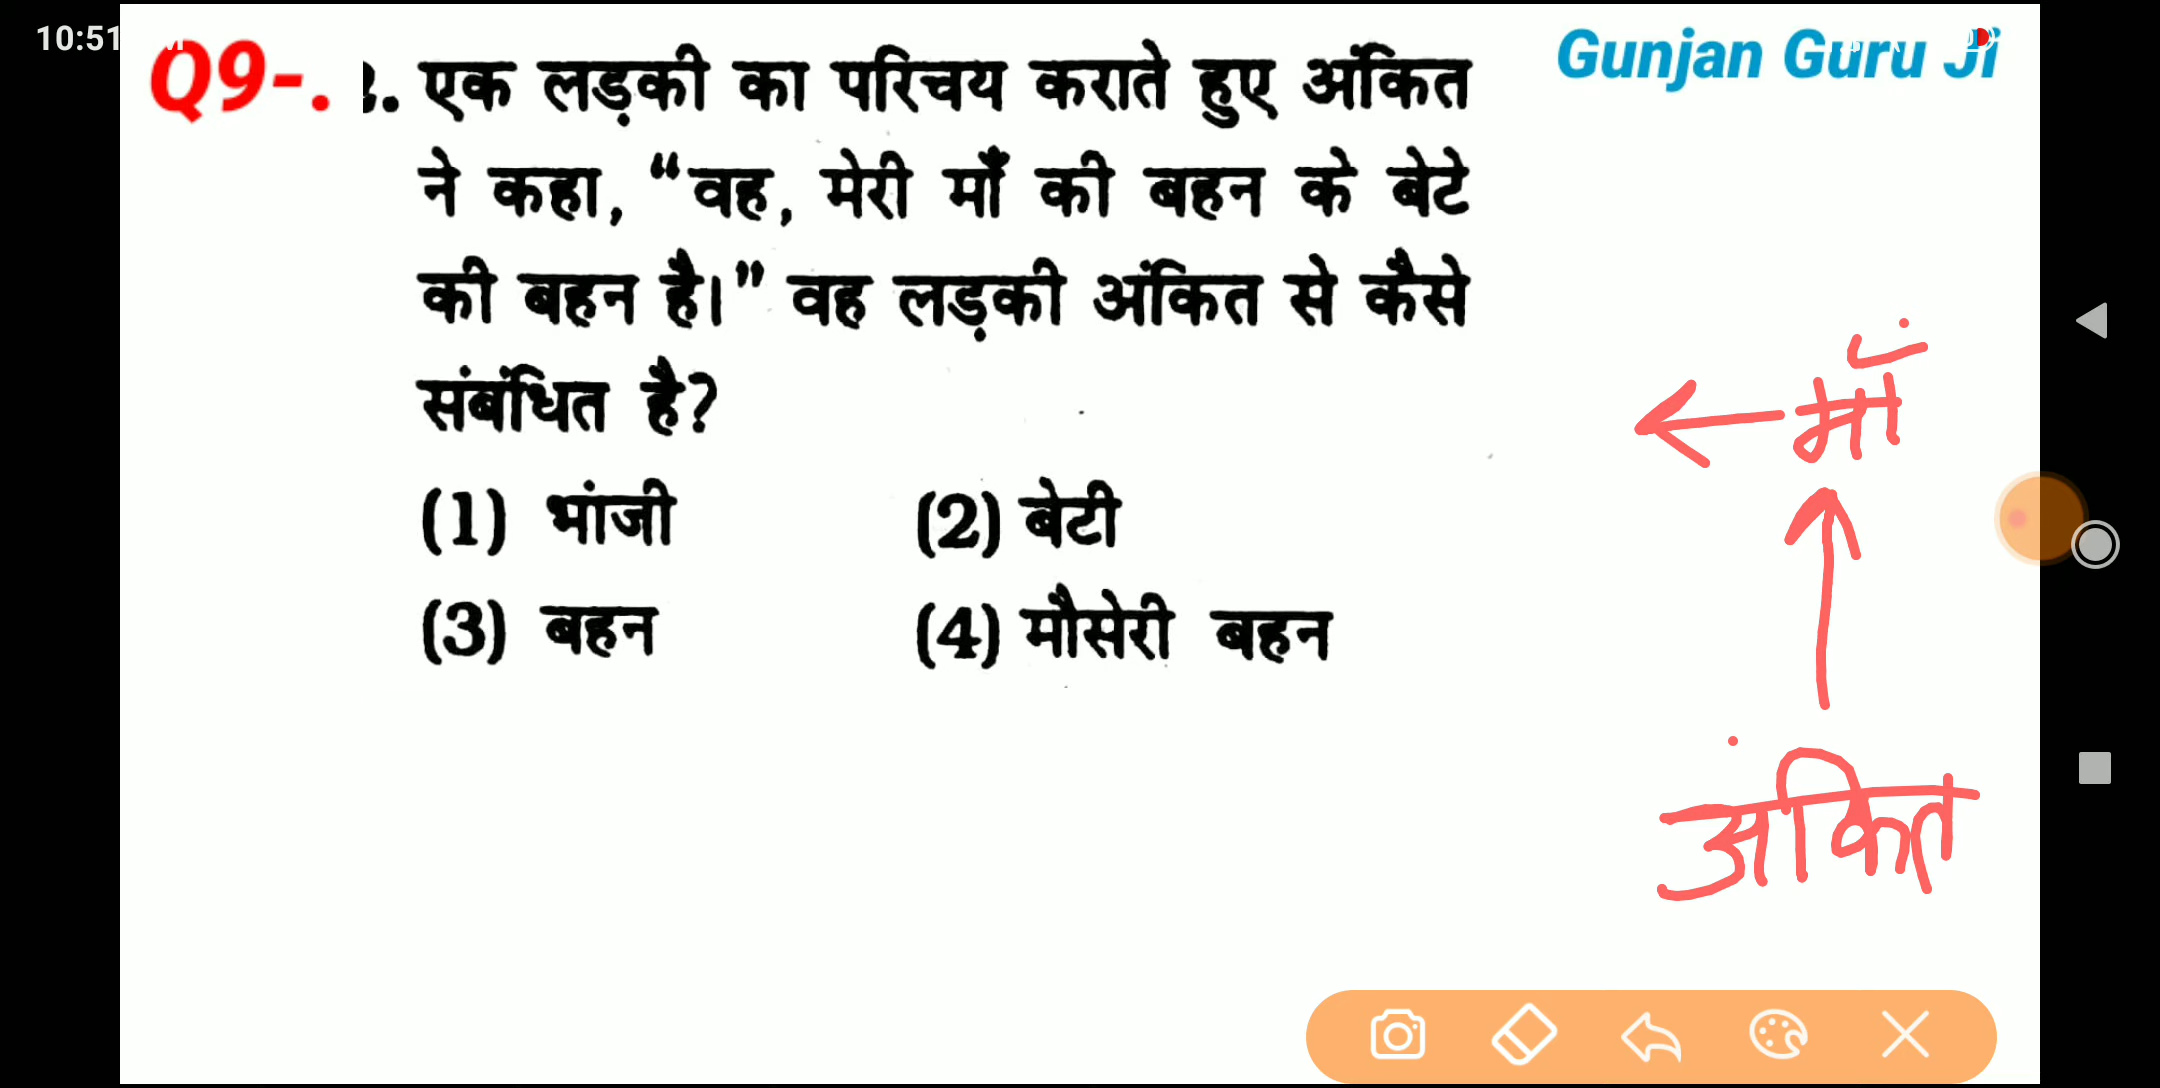 10:51
Q9-. 2. एक लड़की का परिचय कराते हुए अंकित
Gunjan Guru Ji
ने कहा, “वह, मेरी माँ की बहन के बेटे
की बहन है।” वह लड़की अंकित से कैसे
संबंधित है?
(1) भांजी (2) बेटी
(3) बहन (4) मौसेरी बहन
माँ
अंकित